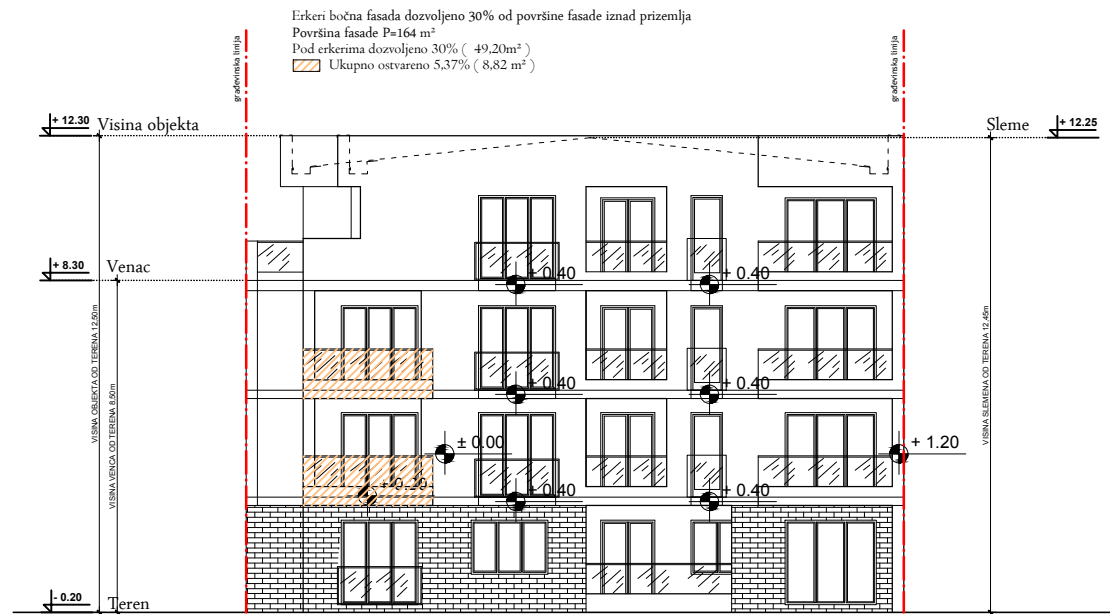 Erkeri bočna fasada dozvoljeno 30% od površine fasade iznad prizemlja
Površina fasade P=164 m²
Pod erkerima dozvoljeno 30% ( 49,20m² )
Ukupno ostvareno 5,37% ( 8,82 m² )
građevinska linija
građevinska linija
+ 12.30
Visina objekta
Sleme
+ 12.25
+ 8.30
Venac
+ 0.40
+ 0.40
VISINA OBJEKTA OD TERENA 12.50m
VISINA VENCA OD TERENA 8.50m
VISINA SLEMENA OD TERENA 12.45m
+ 0.40
+ 0.40
± 0.00
+ 1.20
+ 0.40
+ 0.40
- 0.20
Teren